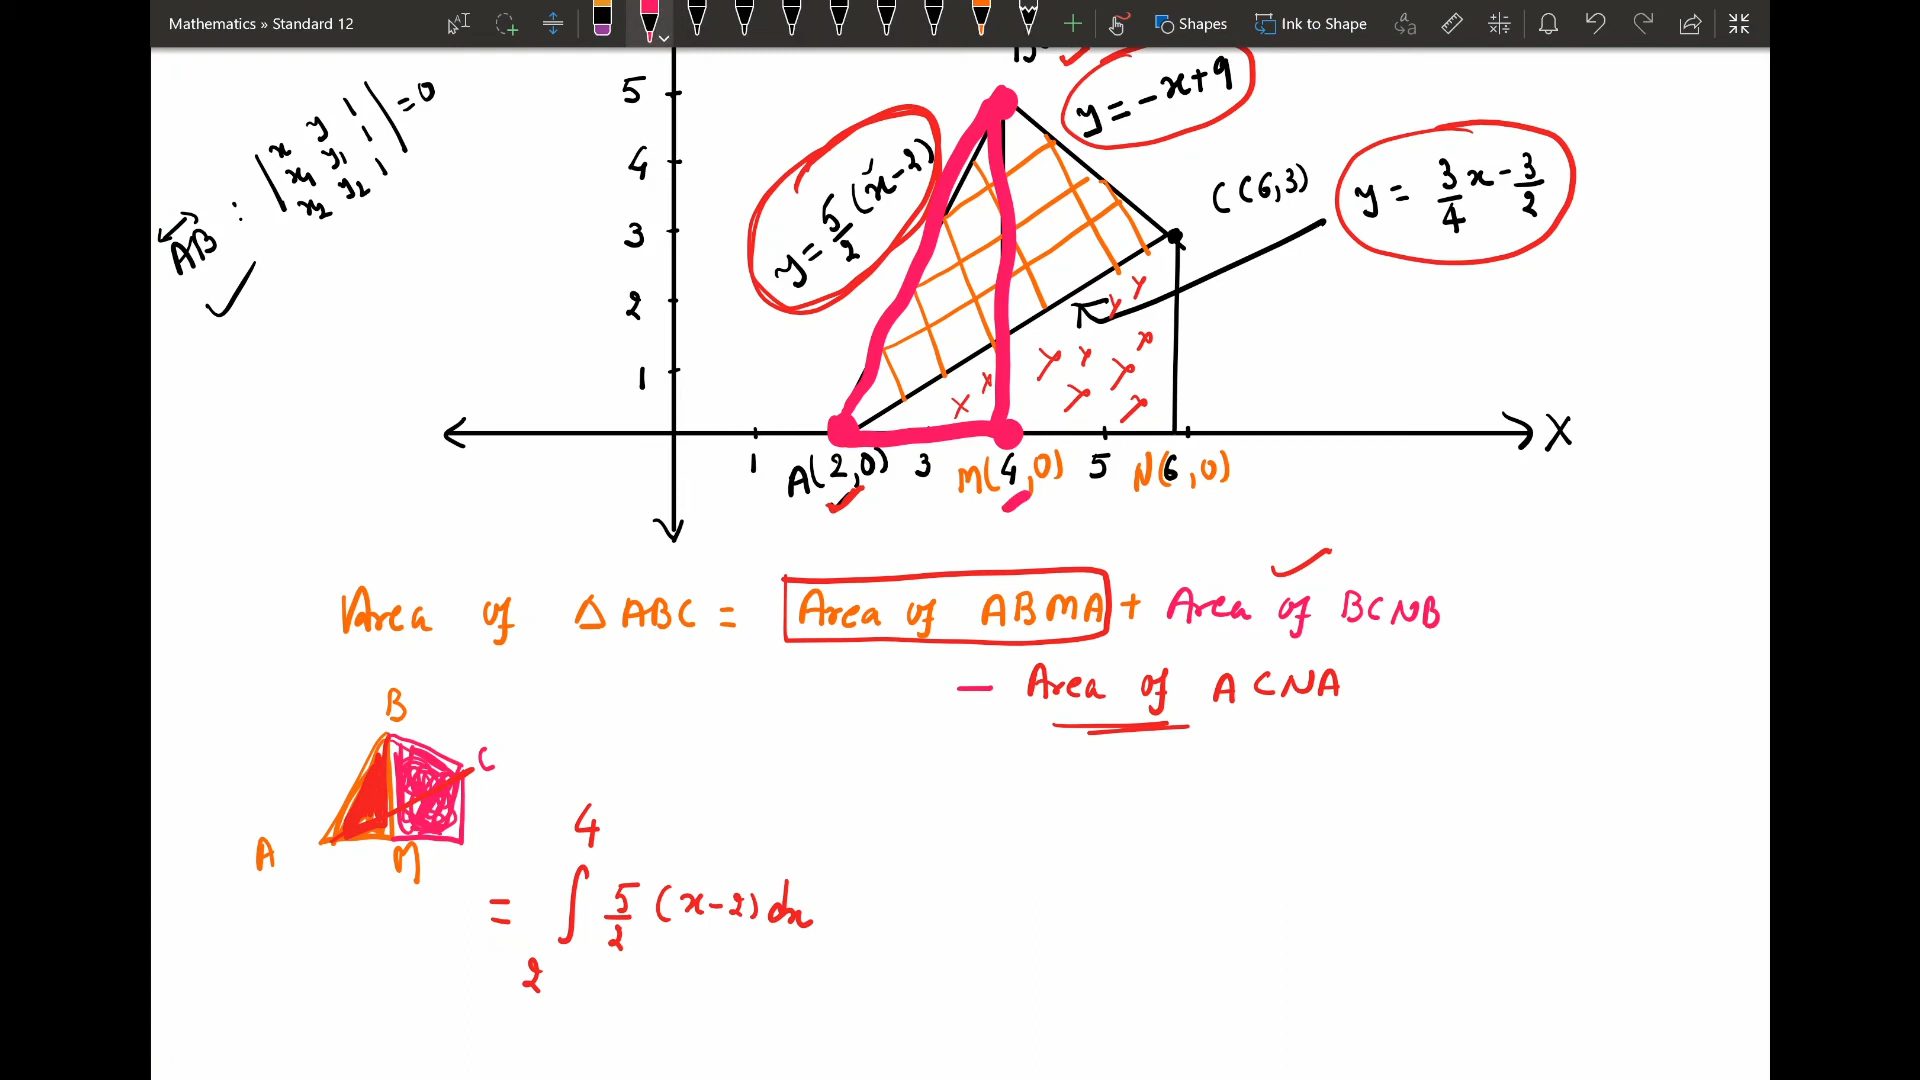 Mathematics » Standard 12
Shapes
Ink to Shape
5
y = -x+9
| x y 1 |
| x₁ y₁ 1 | = 0
| x₂ y₂ 1 |
AB :
4
y = 5/2 (x-2)
C(6,3)
y = 3/4 x - 3/2
3
2
1
X
1 A(2,0) 3 M(4,0) 5 N(6,0)
Area of △ ABC = Area of ABMA + Area of BCNB
— Area of ACNA
B
C
A
M
= ∫₂⁴ 5/2 (x-2) dx